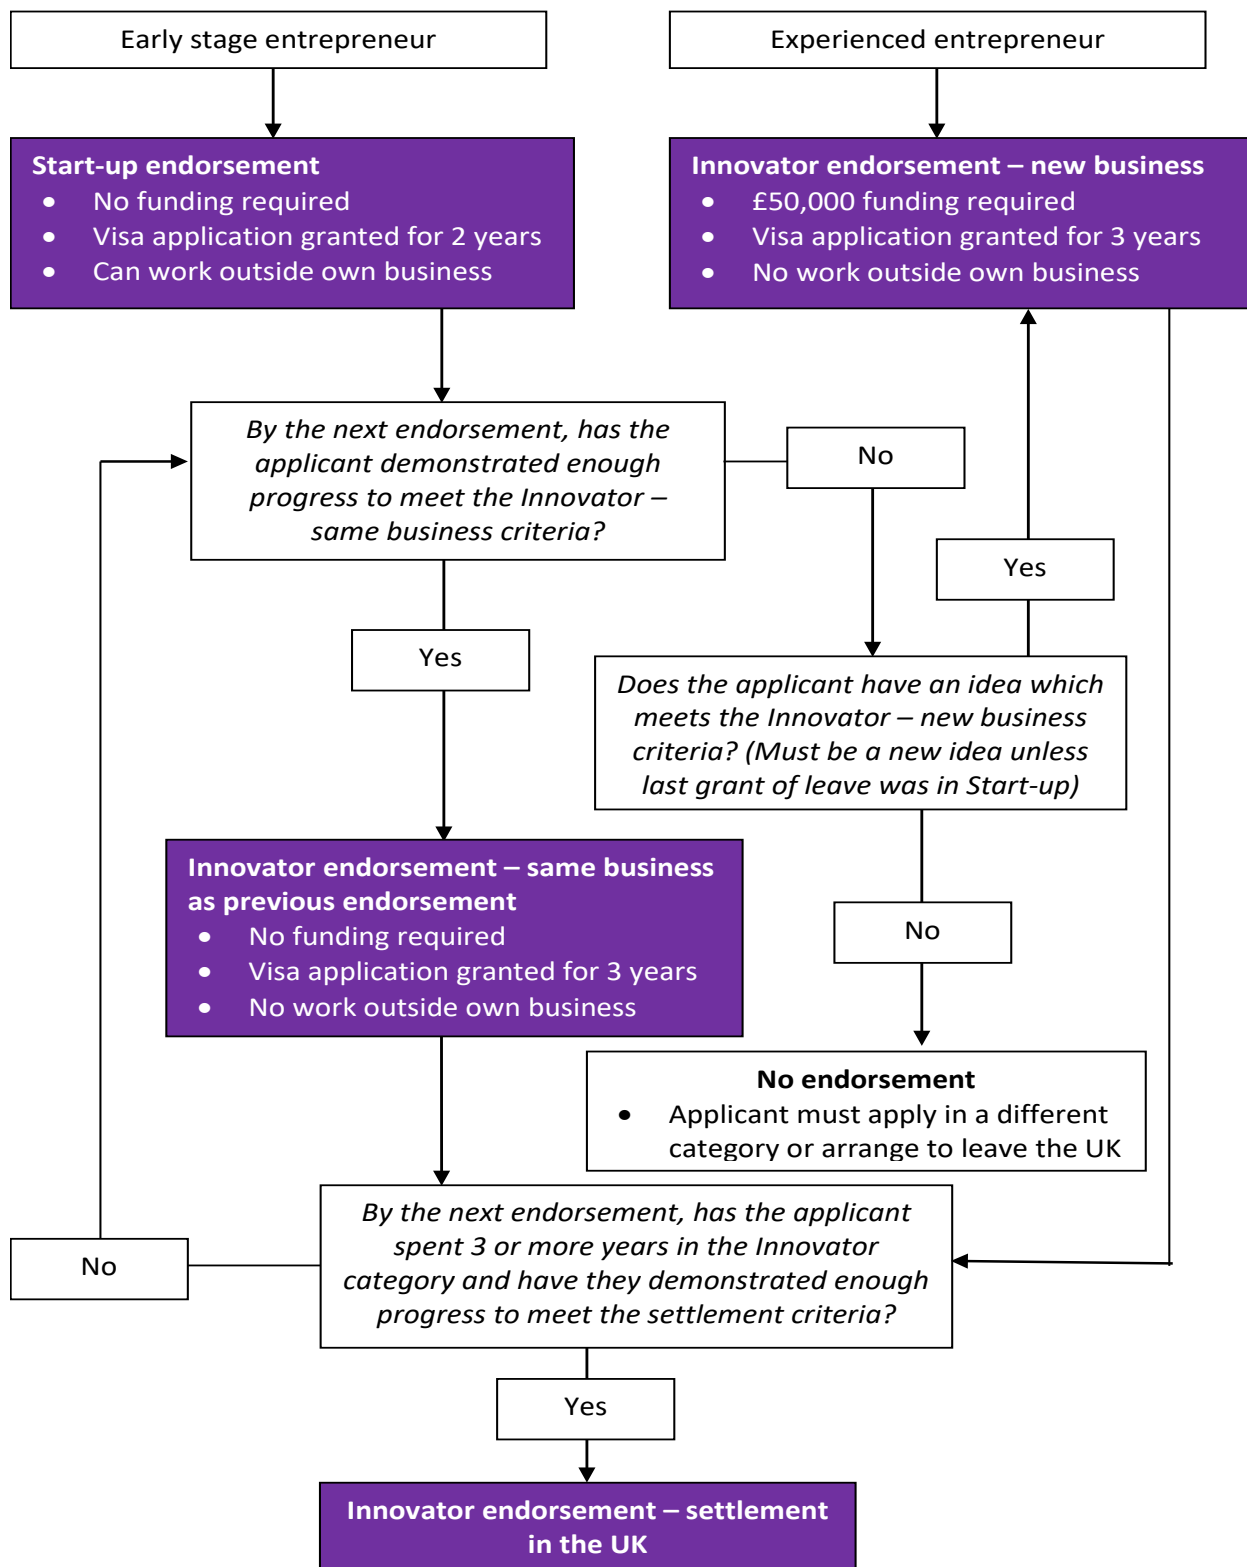 Early stage entrepreneur
Experienced entrepreneur
Start-up endorsement
• No funding required
• Visa application granted for 2 years
• Can work outside own business
Innovator endorsement – new business
• £50,000 funding required
• Visa application granted for 3 years
• No work outside own business
By the next endorsement, has the
applicant demonstrated enough
progress to meet the Innovator –
same business criteria?
No
Yes
Yes
Does the applicant have an idea which
meets the Innovator – new business
criteria? (Must be a new idea unless
last grant of leave was in Start-up)
Innovator endorsement – same business
as previous endorsement
• No funding required
• Visa application granted for 3 years
• No work outside own business
No
No endorsement
• Applicant must apply in a different
category or arrange to leave the UK
By the next endorsement, has the applicant
spent 3 or more years in the Innovator
category and have they demonstrated enough
progress to meet the settlement criteria?
No
Yes
Innovator endorsement – settlement
in the UK